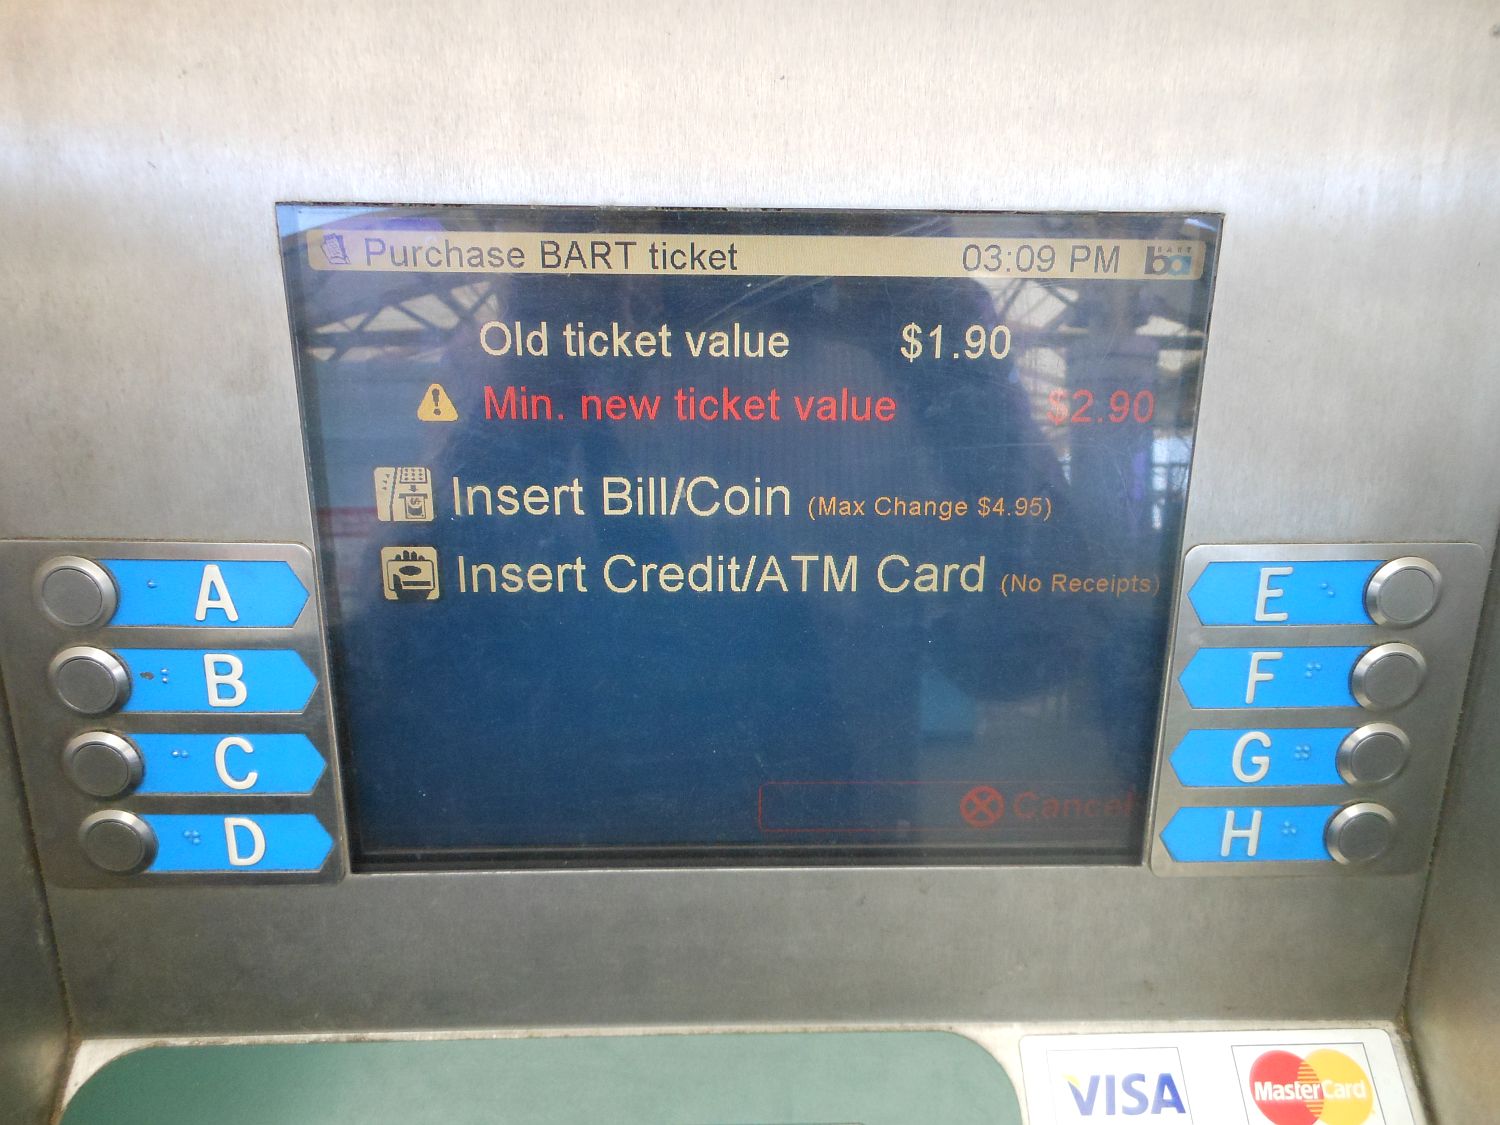 Purchase BART ticket 03:09 PM ba
Old ticket value $1.90
Min. new ticket value $2.90
Insert Bill/Coin (Max Change $4.95)
Insert Credit/ATM Card (No Receipts)
Cancel
A
B
C
D
E
F
G
H
VISA
MasterCard